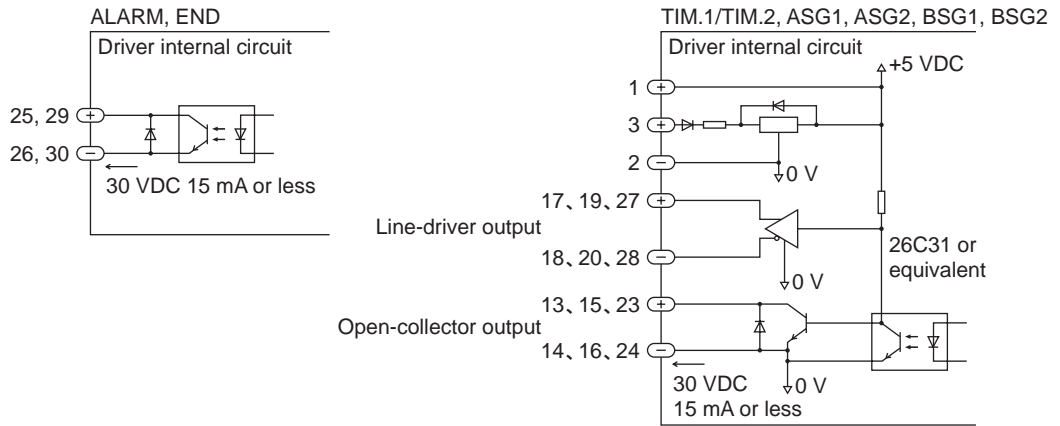 ALARM, END
Driver internal circuit
25, 29
26, 30
30 VDC 15 mA or less
TIM.1/TIM.2, ASG1, ASG2, BSG1, BSG2
Driver internal circuit
+5 VDC
1
3
2
0 V
17、19、27
Line-driver output
18、20、28
26C31 or
equivalent
0 V
13、15、23
Open-collector output
14、16、24
30 VDC
15 mA or less
0 V